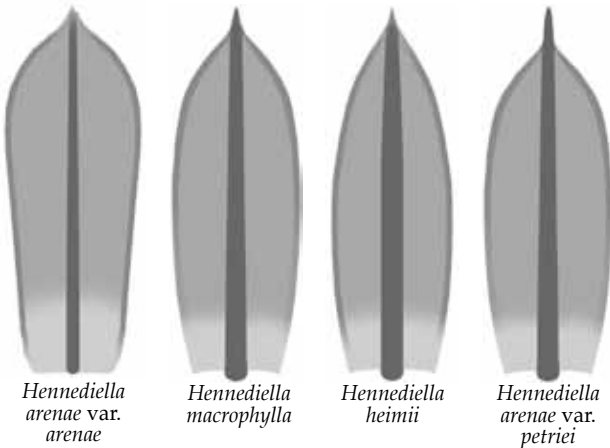 Hennediella
arenae var.
arenae
Hennediella
macrophylla
Hennediella
heimii
Hennediella
arenae var.
petriei